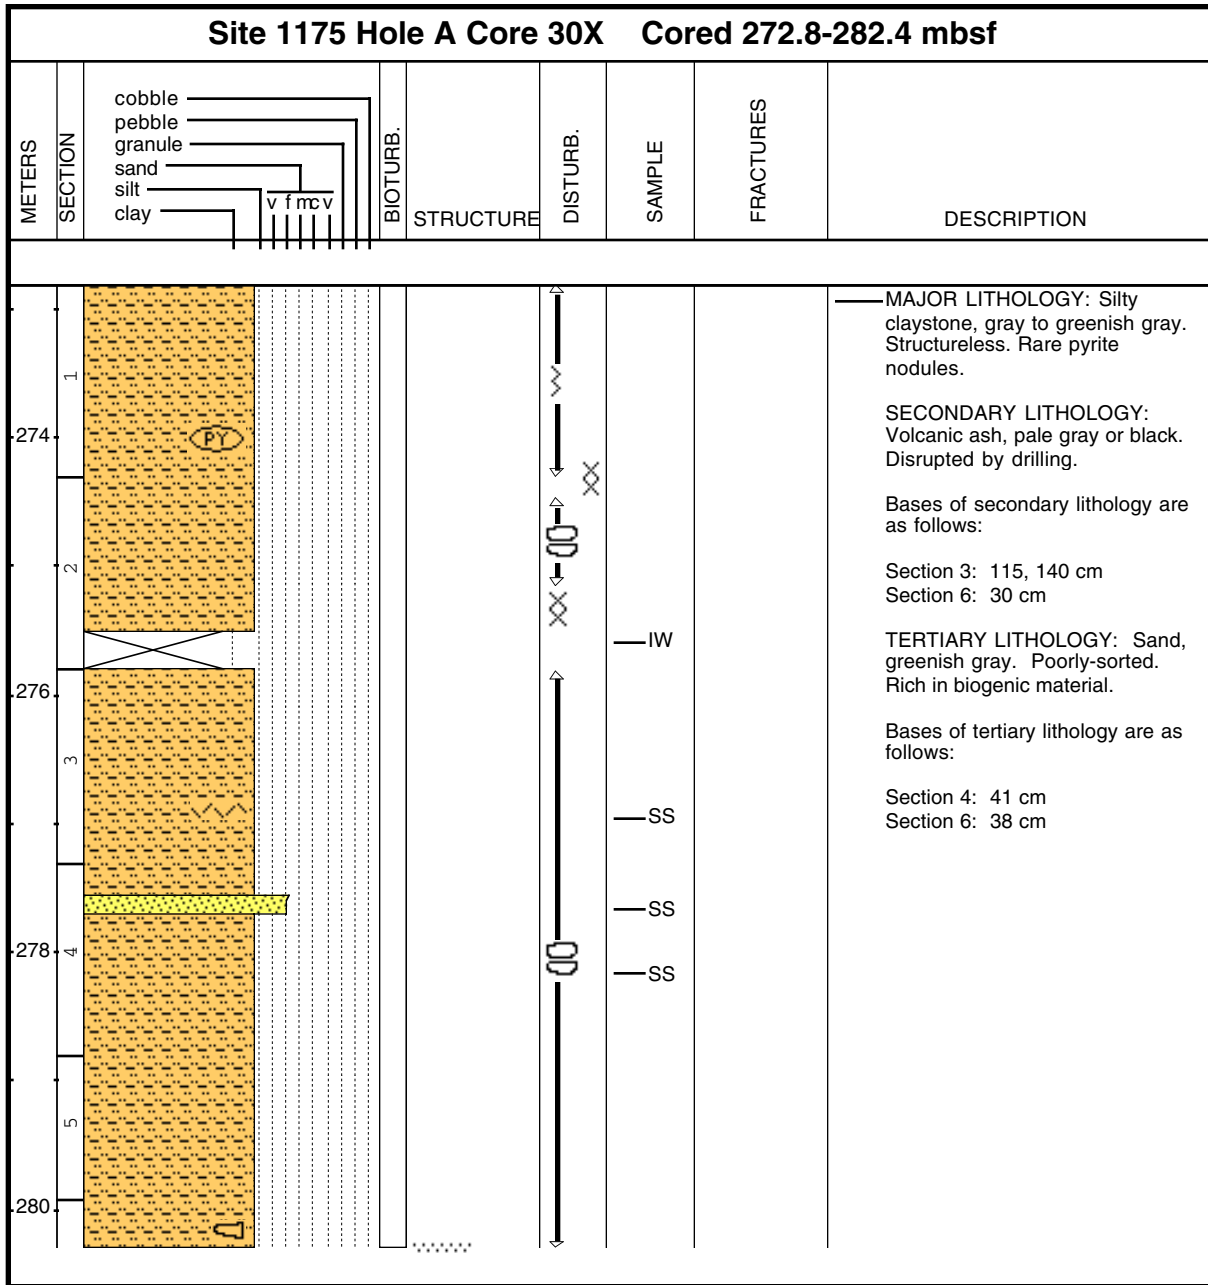 Site 1175 Hole A Core 30X Cored 272.8-282.4 mbsf
METERS
SECTION
cobble
pebble
granule
sand
silt
clay
v f m c v
BIOTURB.
STRUCTURE
DISTURB.
SAMPLE
FRACTURES
DESCRIPTION
MAJOR LITHOLOGY: Silty
claystone, gray to greenish gray.
Structureless. Rare pyrite
nodules.
SECONDARY LITHOLOGY:
Volcanic ash, pale gray or black.
Disrupted by drilling.
Bases of secondary lithology are
as follows:
Section 3: 115, 140 cm
Section 6: 30 cm
TERTIARY LITHOLOGY: Sand,
greenish gray. Poorly-sorted.
Rich in biogenic material.
Bases of tertiary lithology are as
follows:
Section 4: 41 cm
Section 6: 38 cm
1
274
PY
2
IW
276
3
SS
SS
278
4
SS
5
280